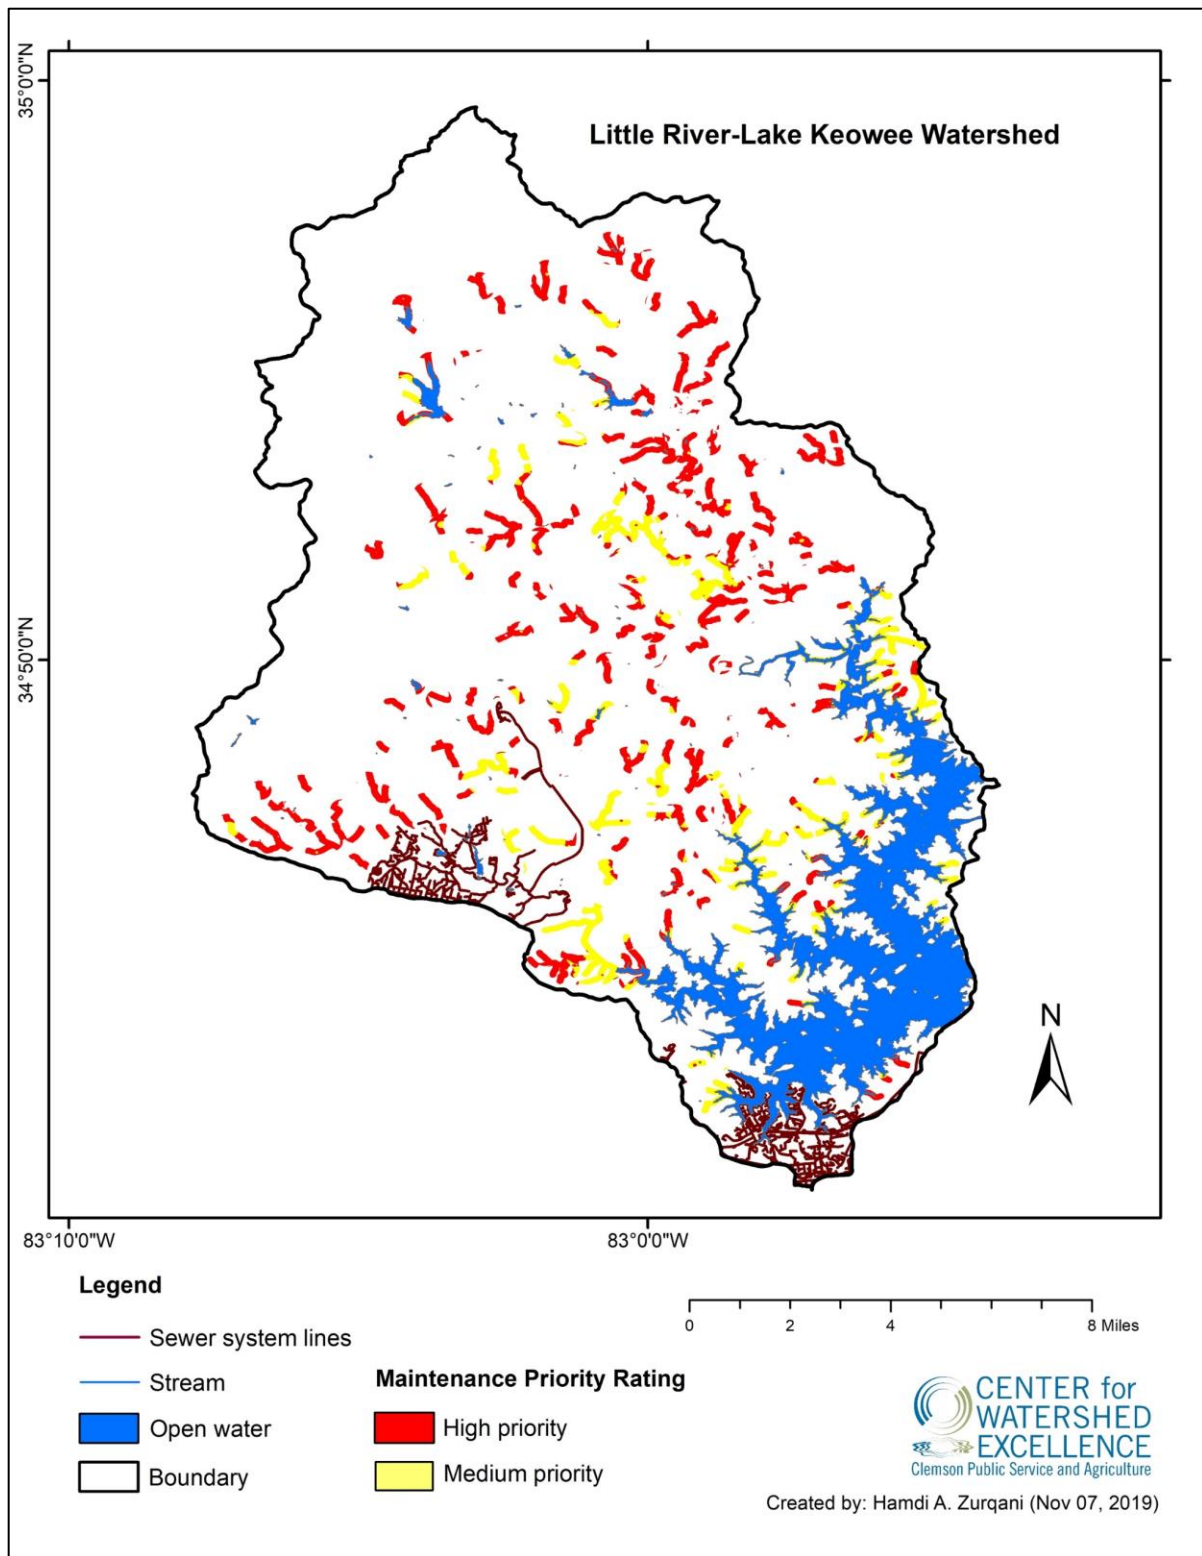 Little River-Lake Keowee Watershed
35°0'0"N
34°50'0"N
N
83°10'0"W
83°0'0"W
Legend
Sewer system lines
Stream
Open water
Boundary
Maintenance Priority Rating
High priority
Medium priority
0 2 4 8 Miles
CENTER for
WATERSHED
EXCELLENCE
Clemson Public Service and Agriculture
Created by: Hamdi A. Zurqani (Nov 07, 2019)